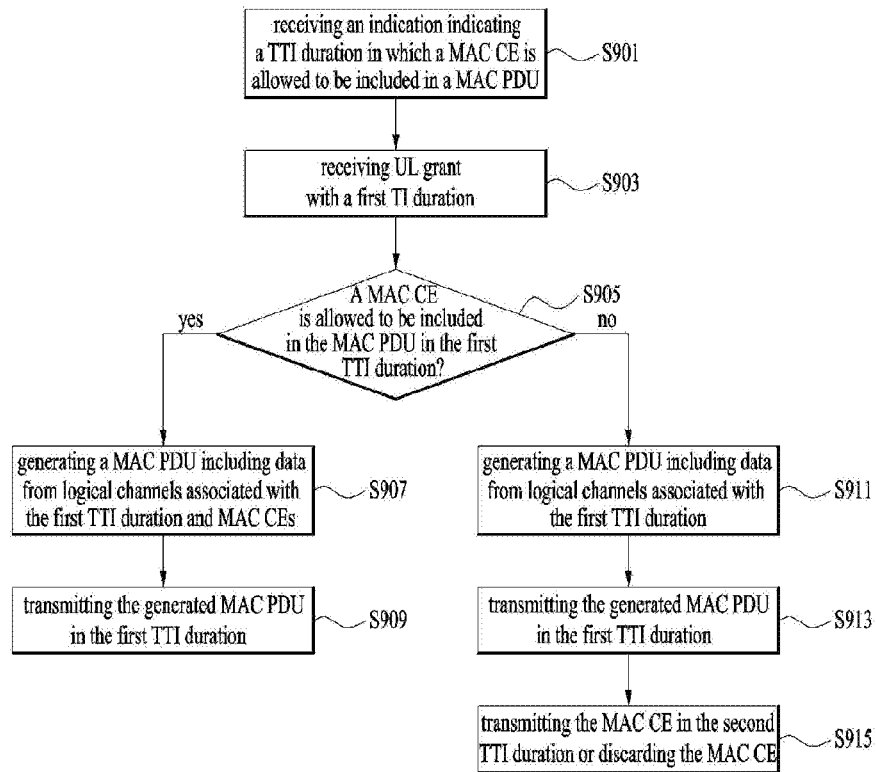 receiving an indication indicating
a TTI duration in which a MAC CE is
allowed to be included in a MAC PDU
S901
receiving UL grant
with a first TI duration
S903
A MAC CE
is allowed to be included
in the MAC PDU in the first
TTI duration?
S905
yes
no
generating a MAC PDU including data
from logical channels associated with
the first TTI duration and MAC CEs
S907
generating a MAC PDU including data
from logical channels associated with
the first TTI duration
S911
transmitting the generated MAC PDU
in the first TTI duration
S909
transmitting the generated MAC PDU
in the first TTI duration
S913
transmitting the MAC CE in the second
TTI duration or discarding the MAC CE
S915